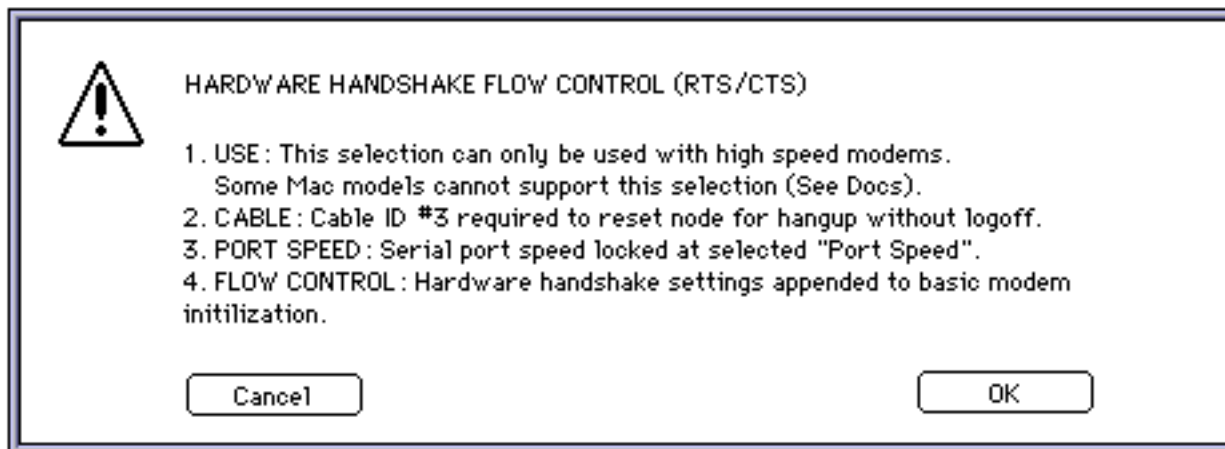 HARDWARE HANDSHAKE FLOW CONTROL (RTS/CTS)
1. USE: This selection can only be used with high speed modems.
Some Mac models cannot support this selection (See Docs).
2. CABLE: Cable ID #3 required to reset node for hangup without logoff.
3. PORT SPEED: Serial port speed locked at selected "Port Speed".
4. FLOW CONTROL: Hardware handshake settings appended to basic modem
initilization.
Cancel
OK